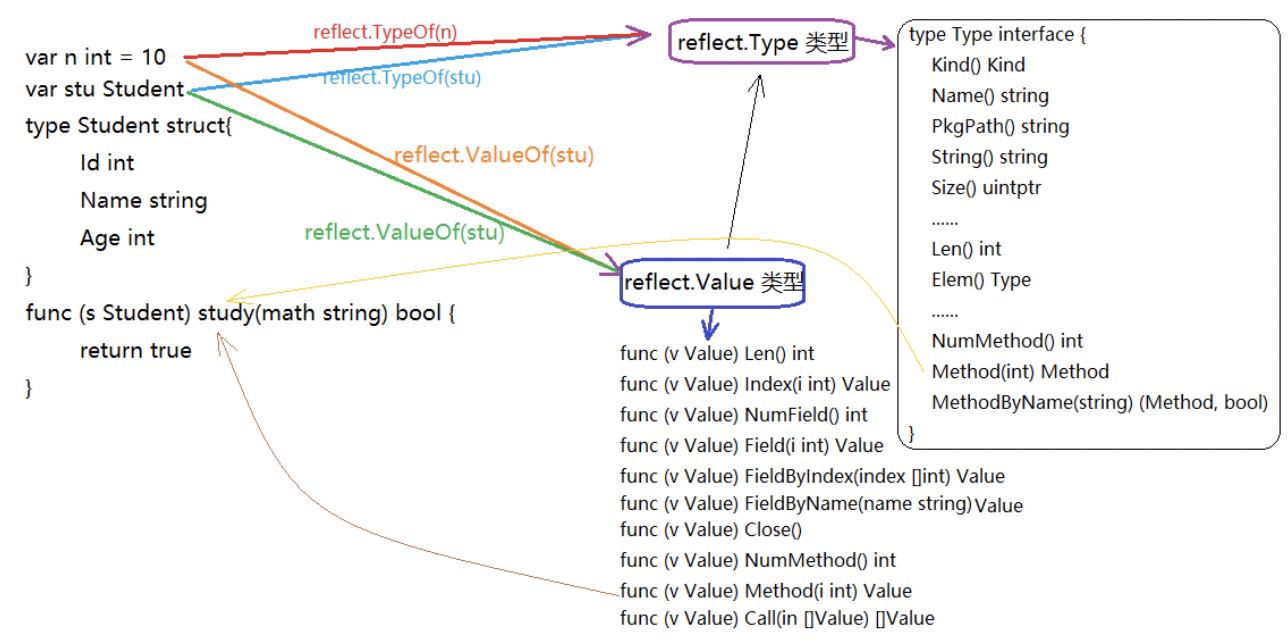 var n int = 10
var stu Student
type Student struct{
Id int
Name string
Age int
}
func (s Student) study(math string) bool {
return true
}
reflect.TypeOf(n)
reflect.TypeOf(stu)
reflect.ValueOf(stu)
reflect.ValueOf(stu)
reflect.Type 类型
reflect.Value 类型
func (v Value) Len() int
func (v Value) Index(i int) Value
func (v Value) NumField() int
func (v Value) Field(i int) Value
func (v Value) FieldByIndex(index []int) Value
func (v Value) FieldByName(name string) Value
func (v Value) Close()
func (v Value) NumMethod() int
func (v Value) Method(i int) Value
func (v Value) Call(in []Value) []Value
type Type interface {
Kind() Kind
Name() string
PkgPath() string
String() string
Size() uintptr
......
Len() int
Elem() Type
......
NumMethod() int
Method(int) Method
MethodByName(string) (Method, bool)
}